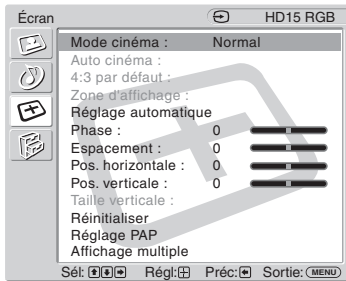 Écran HD15 RGB
Mode cinéma : Normal
Auto cinéma :
4:3 par défaut :
Zone d'affichage :
Réglage automatique
Phase : 0
Espacement : 0
Pos. horizontale : 0
Pos. verticale : 0
Taille verticale :
Réinitialiser
Réglage PAP
Affichage multiple
Sél: Régl: Préc: Sortie: MENU